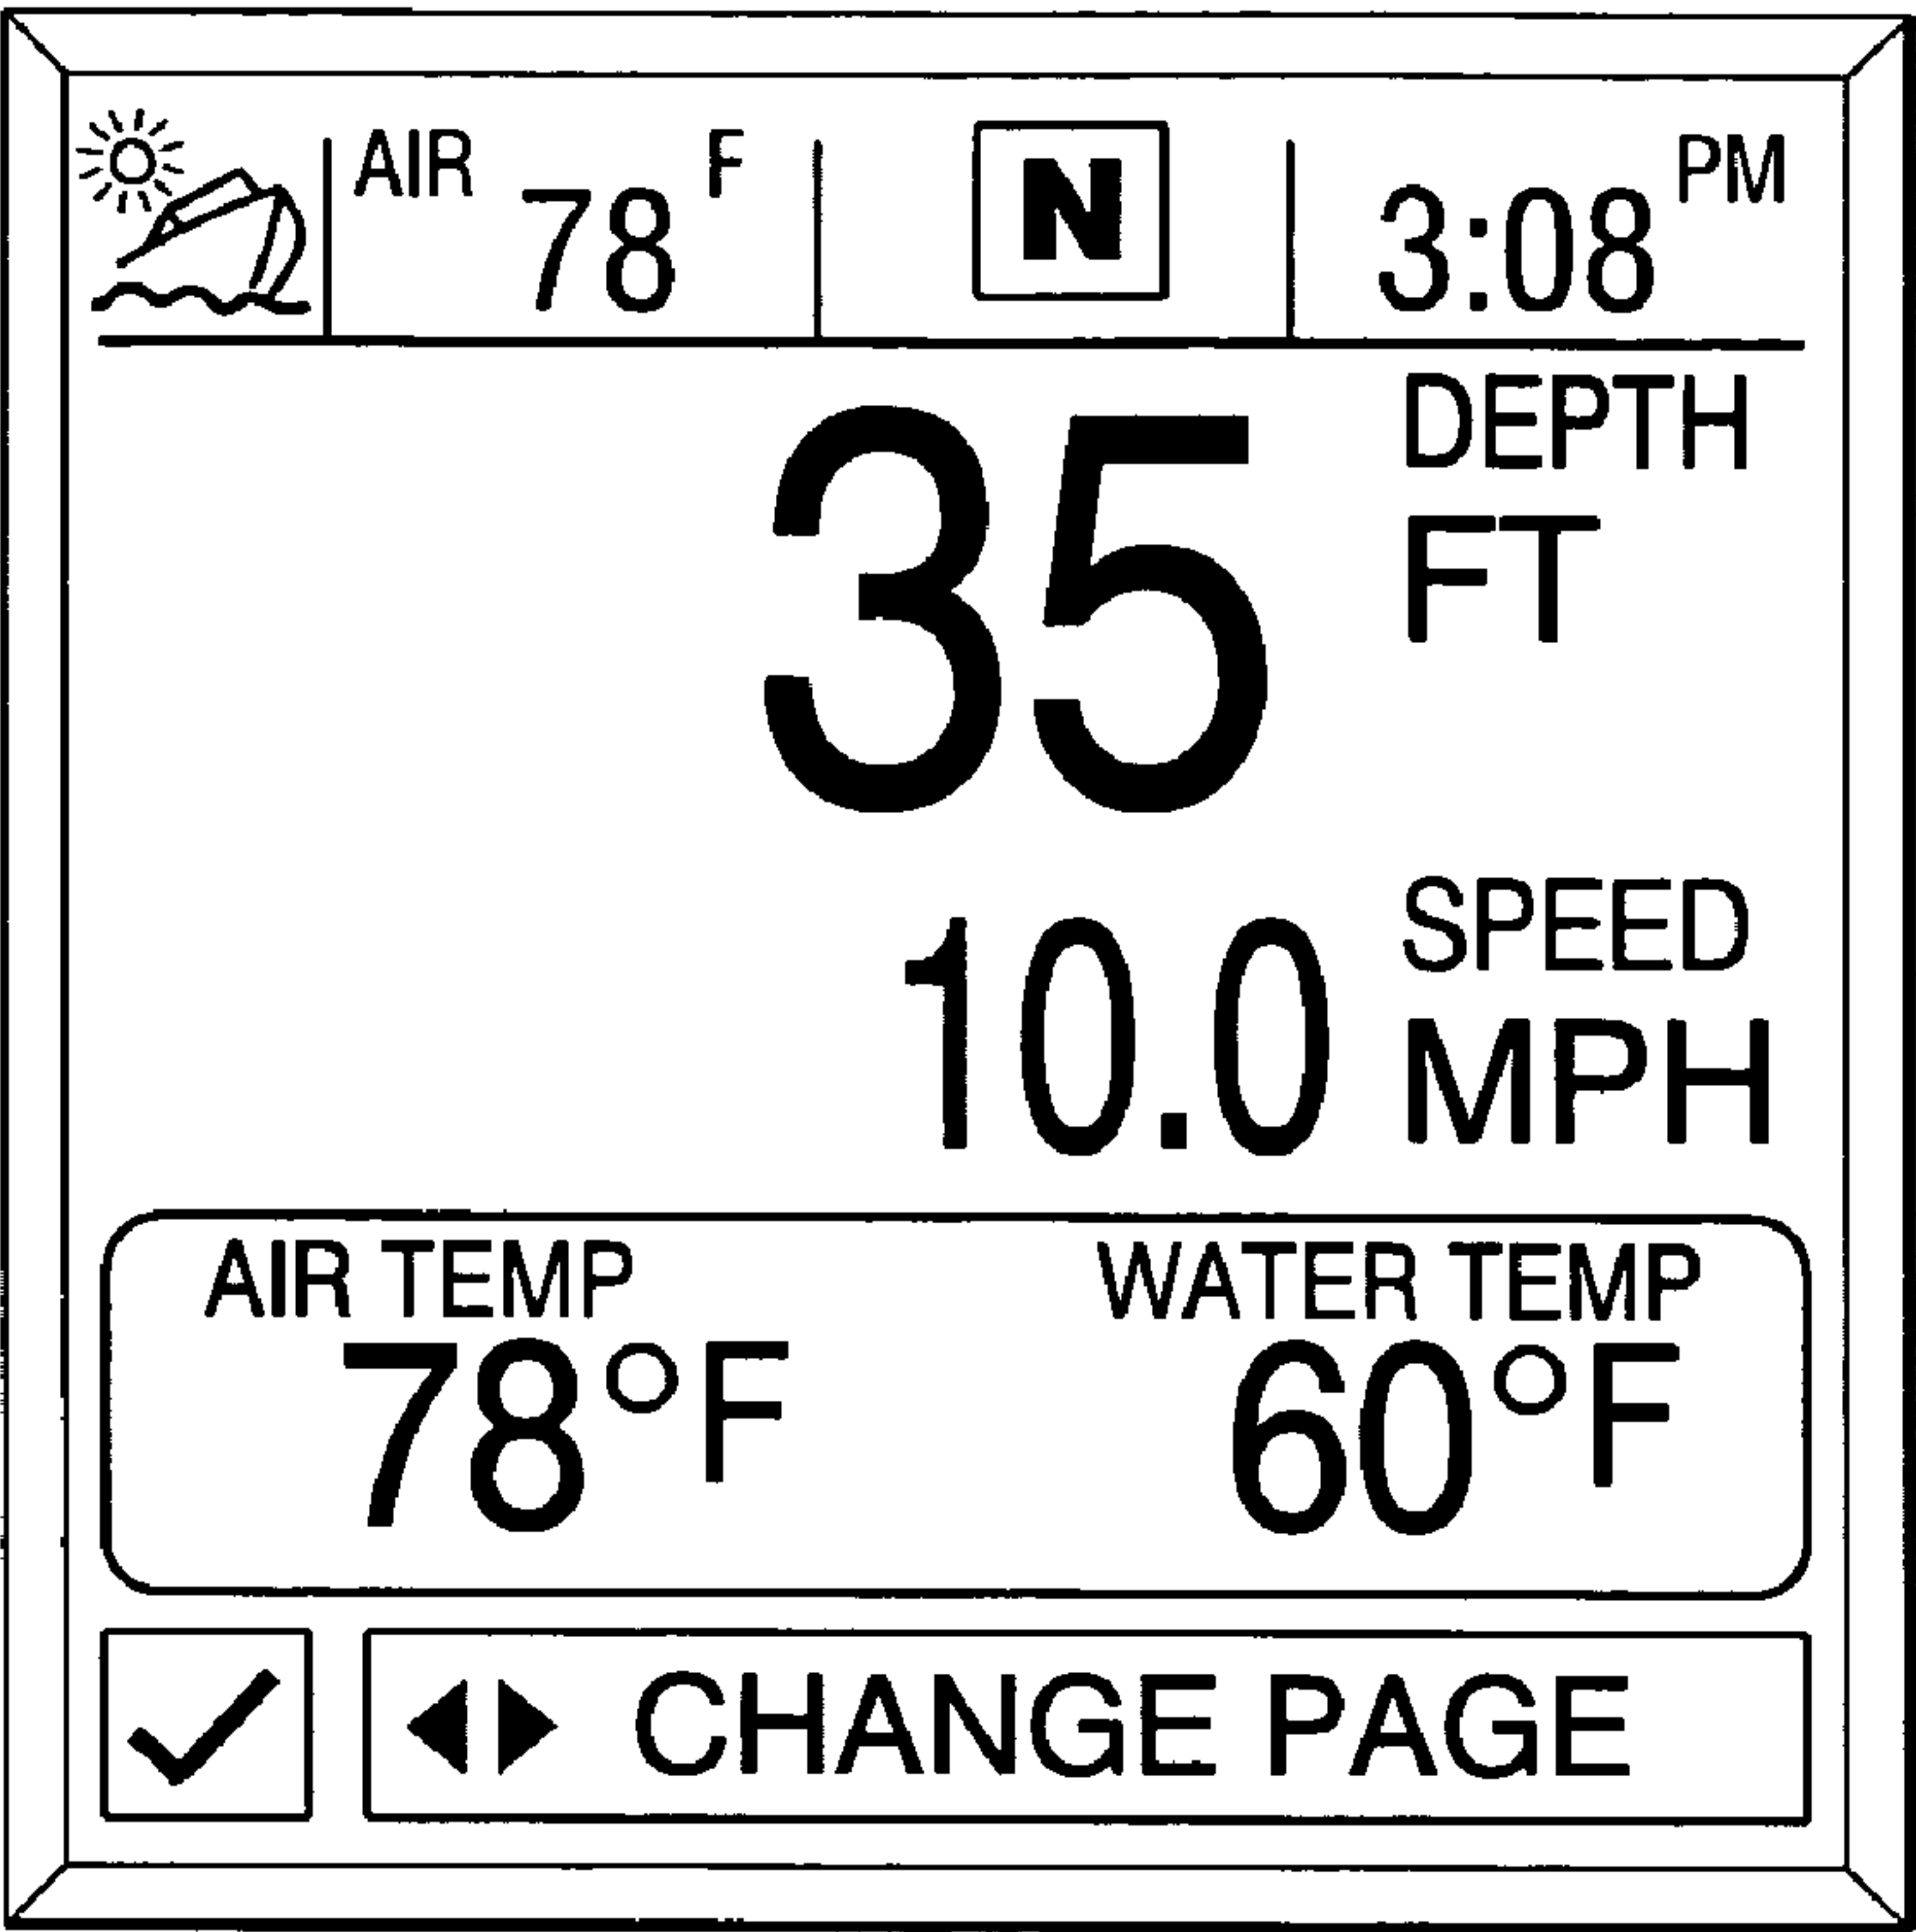 AIR 78 F N 3:08 PM
35 DEPTH
FT
10.0 SPEED
MPH
AIR TEMP WATER TEMP
78°F 60°F
CHANGE PAGE